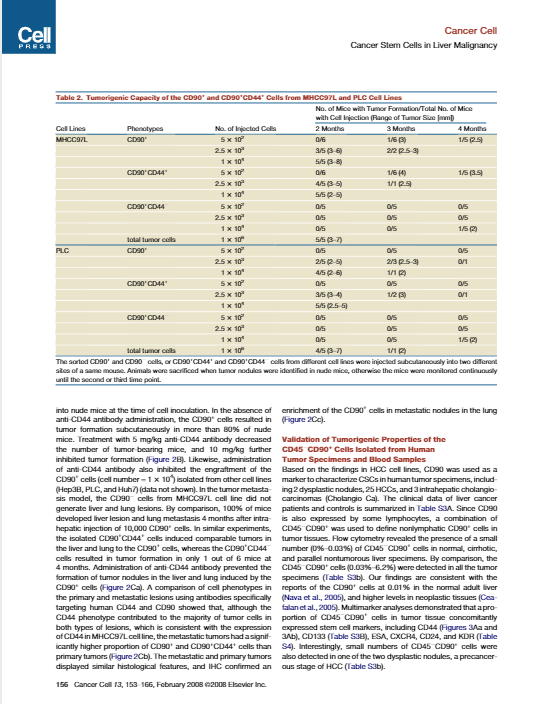 Cell
PRESS
Cancer Cell
Cancer Stem Cells in Liver Malignancy
Table 2. Tumorigenic Capacity of the CD90+ and CD90+CD44+ Cells from MHCC97L and PLC Cell Lines
No. of Mice with Tumor Formation/Total No. of Mice
with Cell Injection (Range of Tumor Size [mm])
Cell Lines Phenotypes No. of Injected Cells 2 Months 3 Months 4 Months
MHCC97L CD90+ 5 × 10² 0/6 1/6 (3) 1/5 (2.5)
2.5 × 10³ 3/5 (3–6) 2/2 (2.5–3)
1 × 10⁴ 5/5 (3–8)
CD90+CD44+ 5 × 10² 0/6 1/6 (4) 1/5 (3.5)
2.5 × 10³ 4/5 (3–5) 1/1 (2.5)
1 × 10⁴ 5/5 (2–5)
CD90+CD44 5 × 10² 0/5 0/5 0/5
2.5 × 10³ 0/5 0/5 0/5
1 × 10⁴ 0/5 0/5 1/5 (2)
total tumor cells 1 × 10⁶ 5/5 (3–7)
PLC CD90+ 5 × 10² 0/5 0/5 0/5
2.5 × 10³ 2/5 (2–5) 2/3 (2.5–3) 0/1
1 × 10⁴ 4/5 (2–6) 1/1 (2)
CD90+CD44+ 5 × 10² 0/5 0/5 0/5
2.5 × 10³ 3/5 (3–4) 1/2 (3) 0/1
1 × 10⁴ 5/5 (2.5–5)
CD90+CD44 5 × 10² 0/5 0/5 0/5
2.5 × 10³ 0/5 0/5 0/5
1 × 10⁴ 0/5 0/5 1/5 (2)
total tumor cells 1 × 10⁶ 4/5 (3–7) 1/1 (2)
The sorted CD90+ and CD90 cells, or CD90+CD44+ and CD90+CD44 cells from different cell lines were injected subcutaneously into two different
sites of a same mouse. Animals were sacrificed when tumor nodules were identified in nude mice, otherwise the mice were monitored continuously
until the second or third time point.
into nude mice at the time of cell inoculation. In the absence of
anti-CD44 antibody administration, the CD90+ cells resulted in
tumor formation subcutaneously in more than 80% of nude
mice. Treatment with 5 mg/kg anti-CD44 antibody decreased
the number of tumor-bearing mice, and 10 mg/kg further
inhibited tumor formation (Figure 2B). Likewise, administration
of anti-CD44 antibody also inhibited the engraftment of the
CD90+ cells (cell number = 1 × 10⁴) isolated from other cell lines
(Hep3B, PLC, and Huh7) (data not shown). In the tumor metasta-
sis model, the CD90 cells from MHCC97L cell line did not
generate liver and lung lesions. By comparison, 100% of mice
developed liver lesion and lung metastasis 4 months after intra-
hepatic injection of 10,000 CD90+ cells. In similar experiments,
the isolated CD90+CD44+ cells induced comparable tumors in
the liver and lung to the CD90+ cells, whereas the CD90+CD44
cells resulted in tumor formation in only 1 out of 6 mice at
4 months. Administration of anti-CD44 antibody prevented the
formation of tumor nodules in the liver and lung induced by the
CD90+ cells (Figure 2Ca). A comparison of cell phenotypes in
the primary and metastatic lesions using antibodies specifically
targeting human CD44 and CD90 showed that, although the
CD44 phenotype contributed to the majority of tumor cells in
both types of lesions, which is consistent with the expression
of CD44 in MHCC97L cell line, the metastatic tumors had a signif-
icantly higher proportion of CD90+ and CD90+CD44+ cells than
primary tumors (Figure 2Cb). The metastatic and primary tumors
displayed similar histological features, and IHC confirmed an
enrichment of the CD90+ cells in metastatic nodules in the lung
(Figure 2Cc).
Validation of Tumorigenic Properties of the
CD45 CD90+ Cells Isolated from Human
Tumor Specimens and Blood Samples
Based on the findings in HCC cell lines, CD90 was used as a
marker to characterize CSCs in human tumor specimens, includ-
ing 2 dysplastic nodules, 25 HCCs, and 3 intrahepatic cholangio-
carcinomas (Cholangio Ca). The clinical data of liver cancer
patients and controls is summarized in Table S3A. Since CD90
is also expressed by some lymphocytes, a combination of
CD45 CD90+ was used to define nonlymphatic CD90+ cells in
tumor tissues. Flow cytometry revealed the presence of a small
number (0%–0.03%) of CD45 CD90+ cells in normal, cirrhotic,
and parallel nontumorous liver specimens. By comparison, the
CD45 CD90+ cells (0.03%–6.2%) were detected in all the tumor
specimens (Table S3b). Our findings are consistent with the
reports of the CD90+ cells at 0.01% in the normal adult liver
(Nava et al., 2005), and higher levels in neoplastic tissues (Cea-
falan et al., 2005). Multimarker analyses demonstrated that a pro-
portion of CD45 CD90+ cells in tumor tissue concomitantly
expressed stem cell markers, including CD44 (Figures 3Aa and
3Ab), CD133 (Table S3B), ESA, CXCR4, CD24, and KDR (Table
S4). Interestingly, small numbers of CD45 CD90+ cells were
also detected in one of the two dysplastic nodules, a precancer-
ous stage of HCC (Table S3b).
156 Cancer Cell 13, 153–166, February 2008 ©2008 Elsevier Inc.